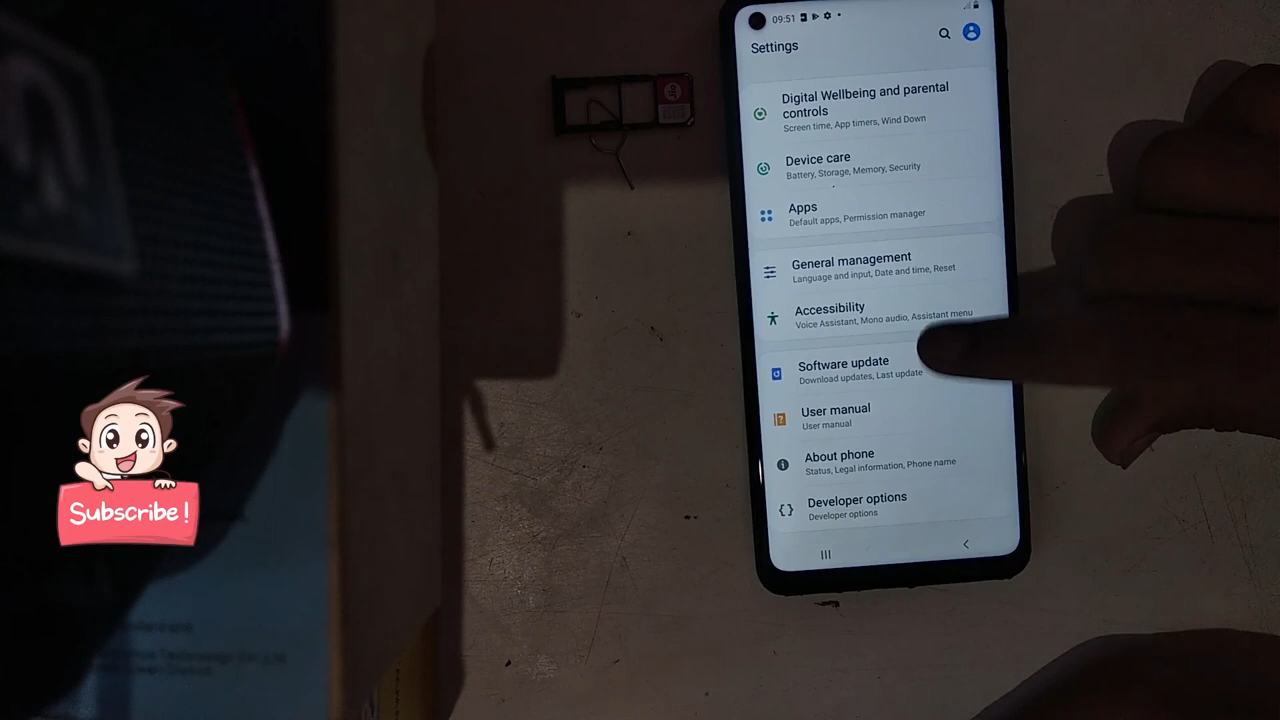 09:51
Settings
Digital Wellbeing and parental
controls
Screen time, App timers, Wind Down
Device care
Battery, Storage, Memory, Security
Apps
Default apps, Permission manager
General management
Language and input, Date and time, Reset
Accessibility
Voice Assistant, Mono audio, Assistant menu
Software update
Download updates, Last update
User manual
User manual
About phone
Status, Legal information, Phone name
Developer options
Developer options
Subscribe!